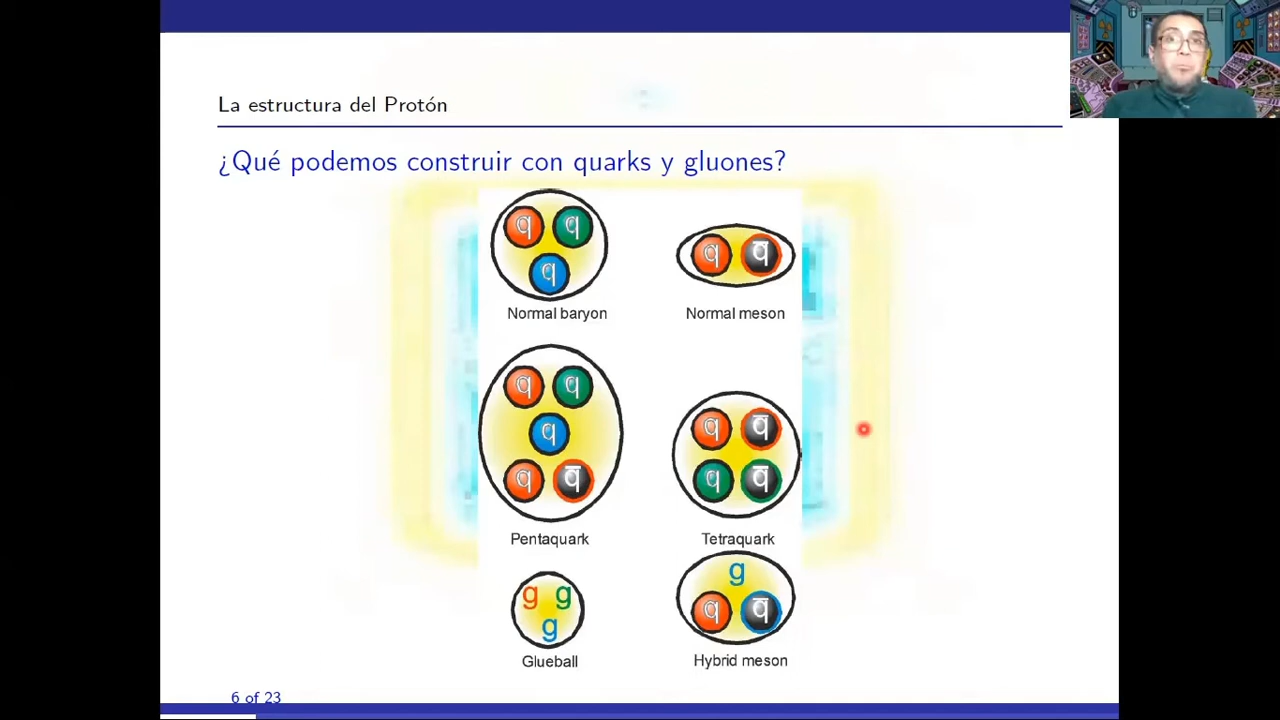 La estructura del Protón
¿Qué podemos construir con quarks y gluones?
q q
q
Normal baryon
q q̅
Normal meson
q q
q
q q̅
Pentaquark
q q̅
q q̅
Tetraquark
g g
g
Glueball
g
q q̅
Hybrid meson
6 of 23